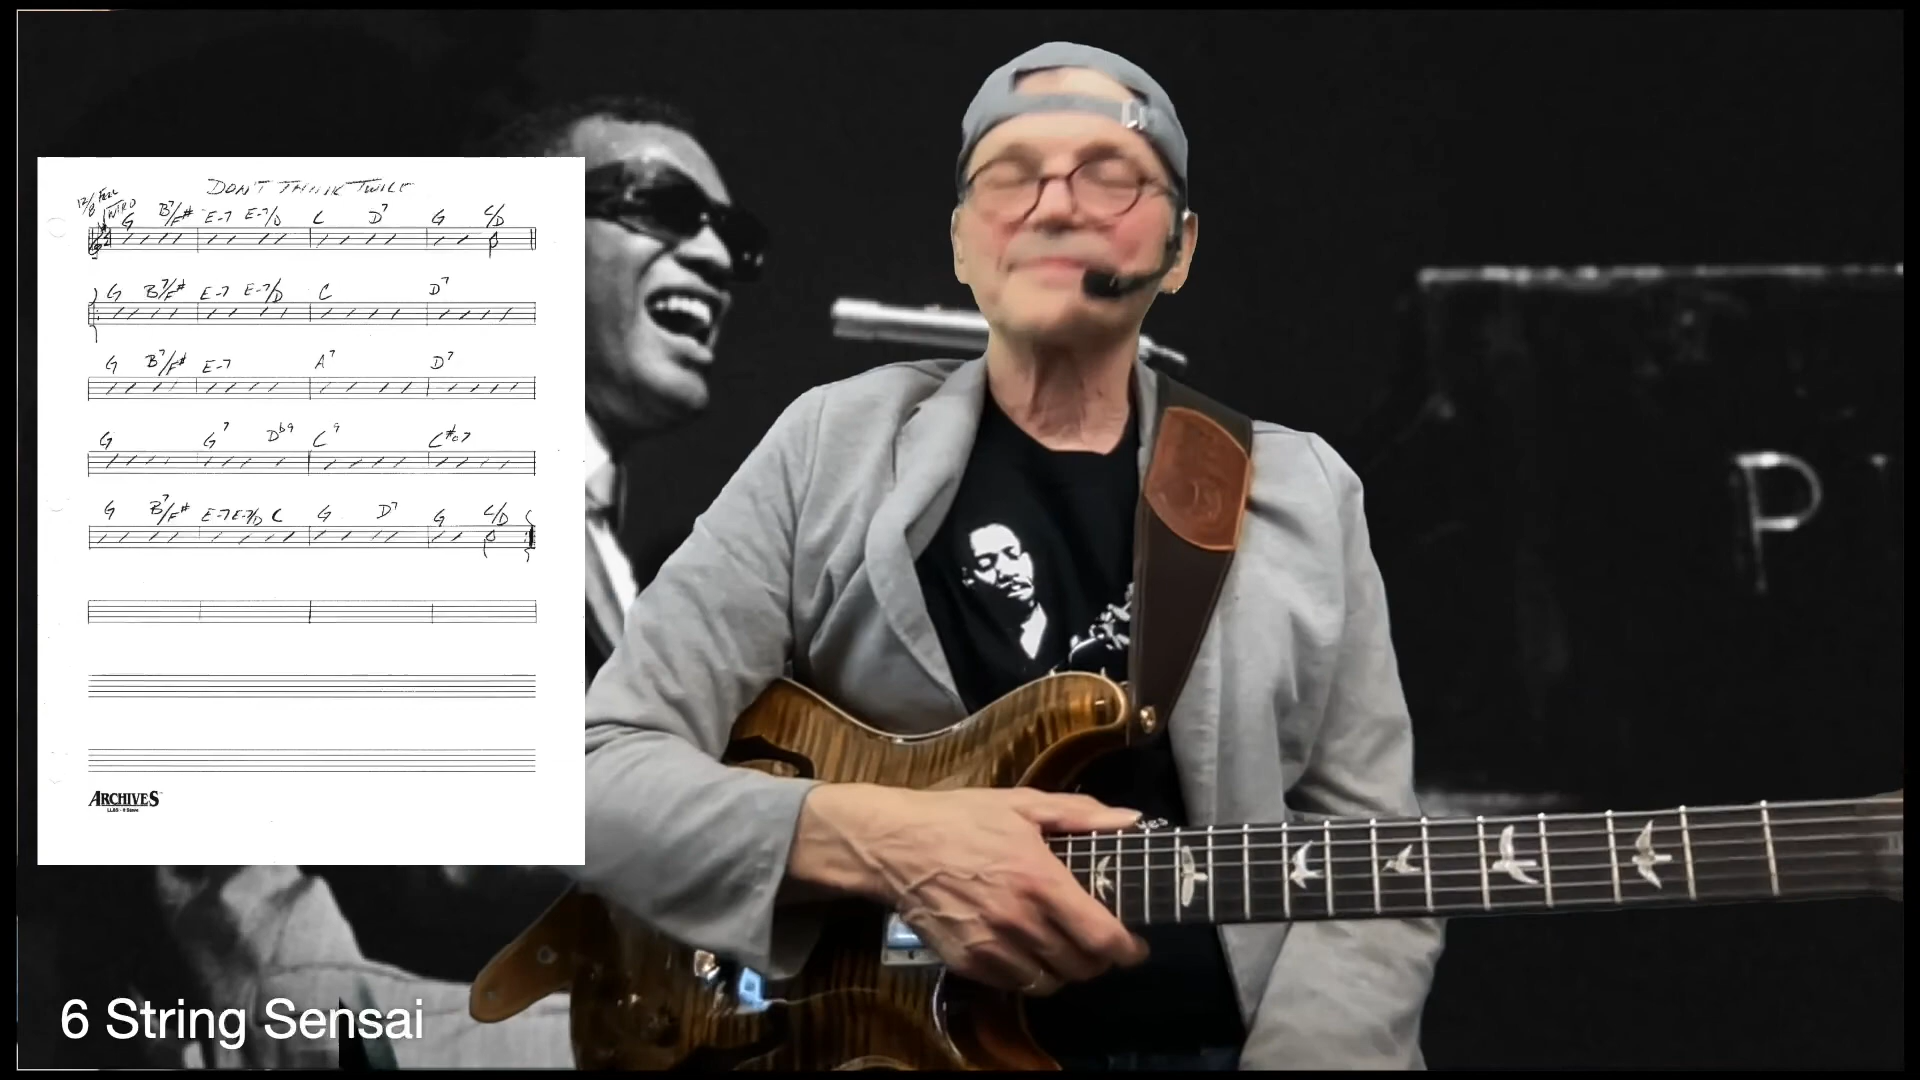 DON'T THINK TWICE
12/8 FEEL
INTRO
G B7/F# E-7 E-7/D C D7 G C/D
G B7/F# E-7 E-7/D C D7
G B7/F# E-7 A7 D7
G G7 Db9 C9 C#o7
G B7/F# E-7 E-7/D C G D7 G C/D
ARCHIVES
6 String Sensai